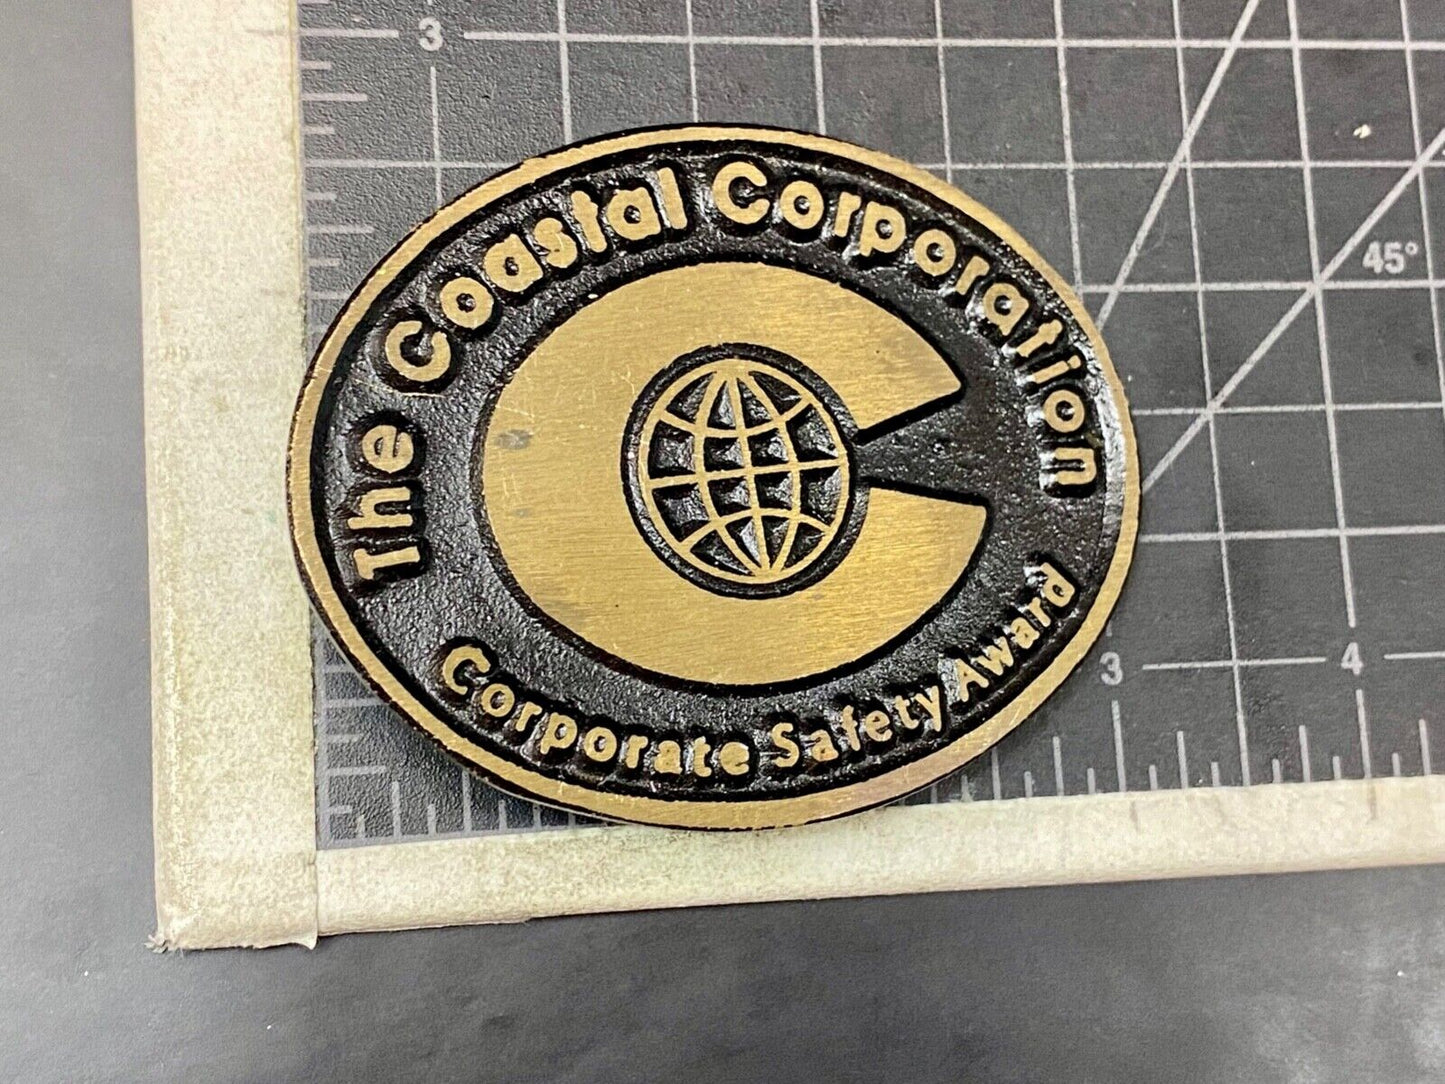 3
The Coastal Corporation
45°
Corporate Safety Award
3 4